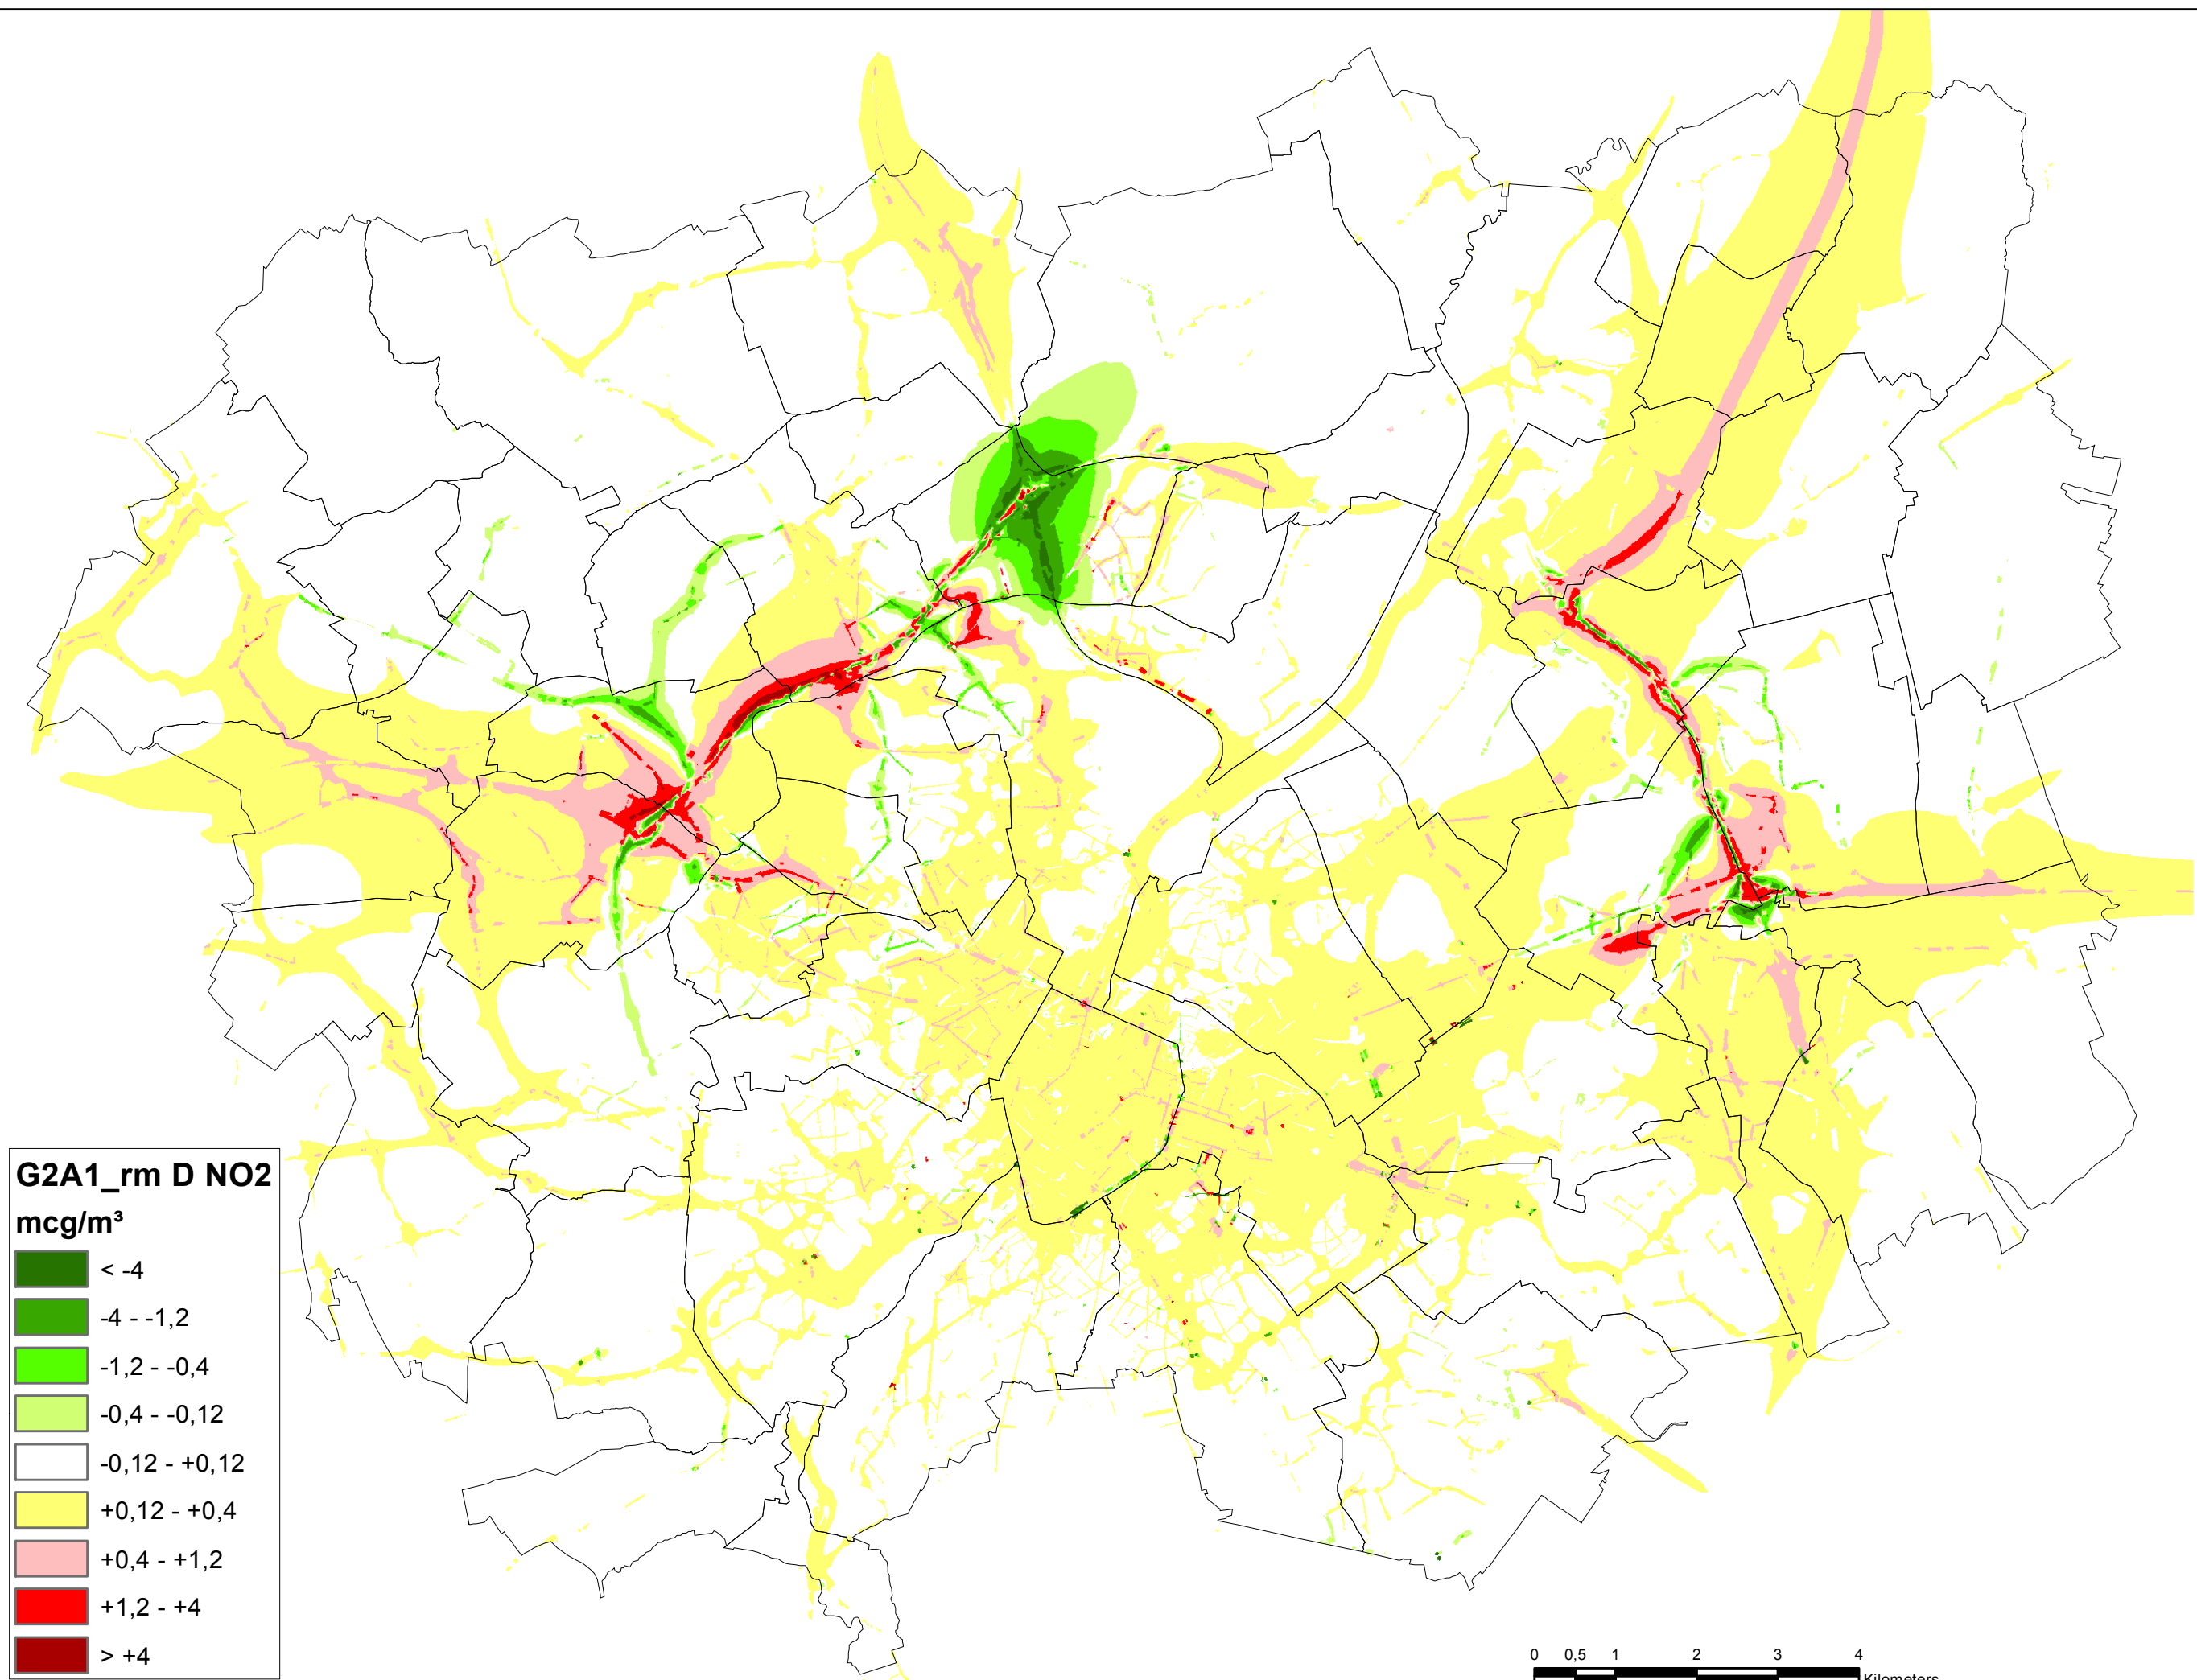 G2A1_rm D NO2
mcg/m³
< -4
-4 - -1,2
-1,2 - -0,4
-0,4 - -0,12
-0,12 - +0,12
+0,12 - +0,4
+0,4 - +1,2
+1,2 - +4
> +4
0 0,5 1 2 3 4
Kilometers